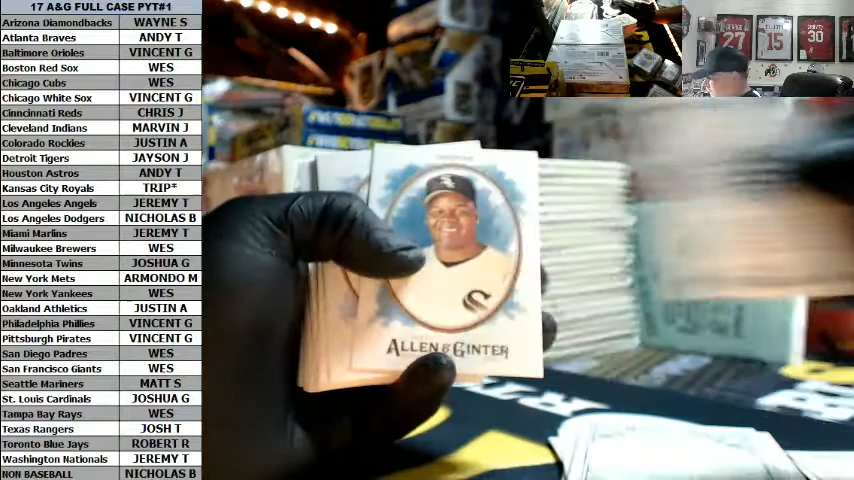 17 A&G FULL CASE PYT#1
Arizona Diamondbacks WAYNE S
Atlanta Braves ANDY T
Baltimore Orioles VINCENT G
Boston Red Sox WES
Chicago Cubs WES
Chicago White Sox VINCENT G
Cinncinati Reds CHRIS J
Cleveland Indians MARVIN J
Colorado Rockies JUSTIN A
Detroit Tigers JAYSON J
Houston Astros ANDY T
Kansas City Royals TRIP*
Los Angeles Angels JEREMY T
Los Angeles Dodgers NICHOLAS B
Miami Marlins JEREMY T
Milwaukee Brewers WES
Minnesota Twins JOSHUA G
New York Mets ARMONDO M
New York Yankees WES
Oakland Athletics JUSTIN A
Philadelphia Phillies VINCENT G
Pittsburgh Pirates VINCENT G
San Diego Padres WES
San Francisco Giants WES
Seattle Mariners MATT S
St. Louis Cardinals JOSHUA G
Tampa Bay Rays WES
Texas Rangers JOSH T
Toronto Blue Jays ROBERT R
Washington Nationals JEREMY T
NON BASEBALL NICHOLAS B
ALLEN & GINTER
27
15
30